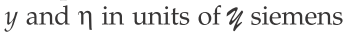 y and η in units of 𝓎 siemens